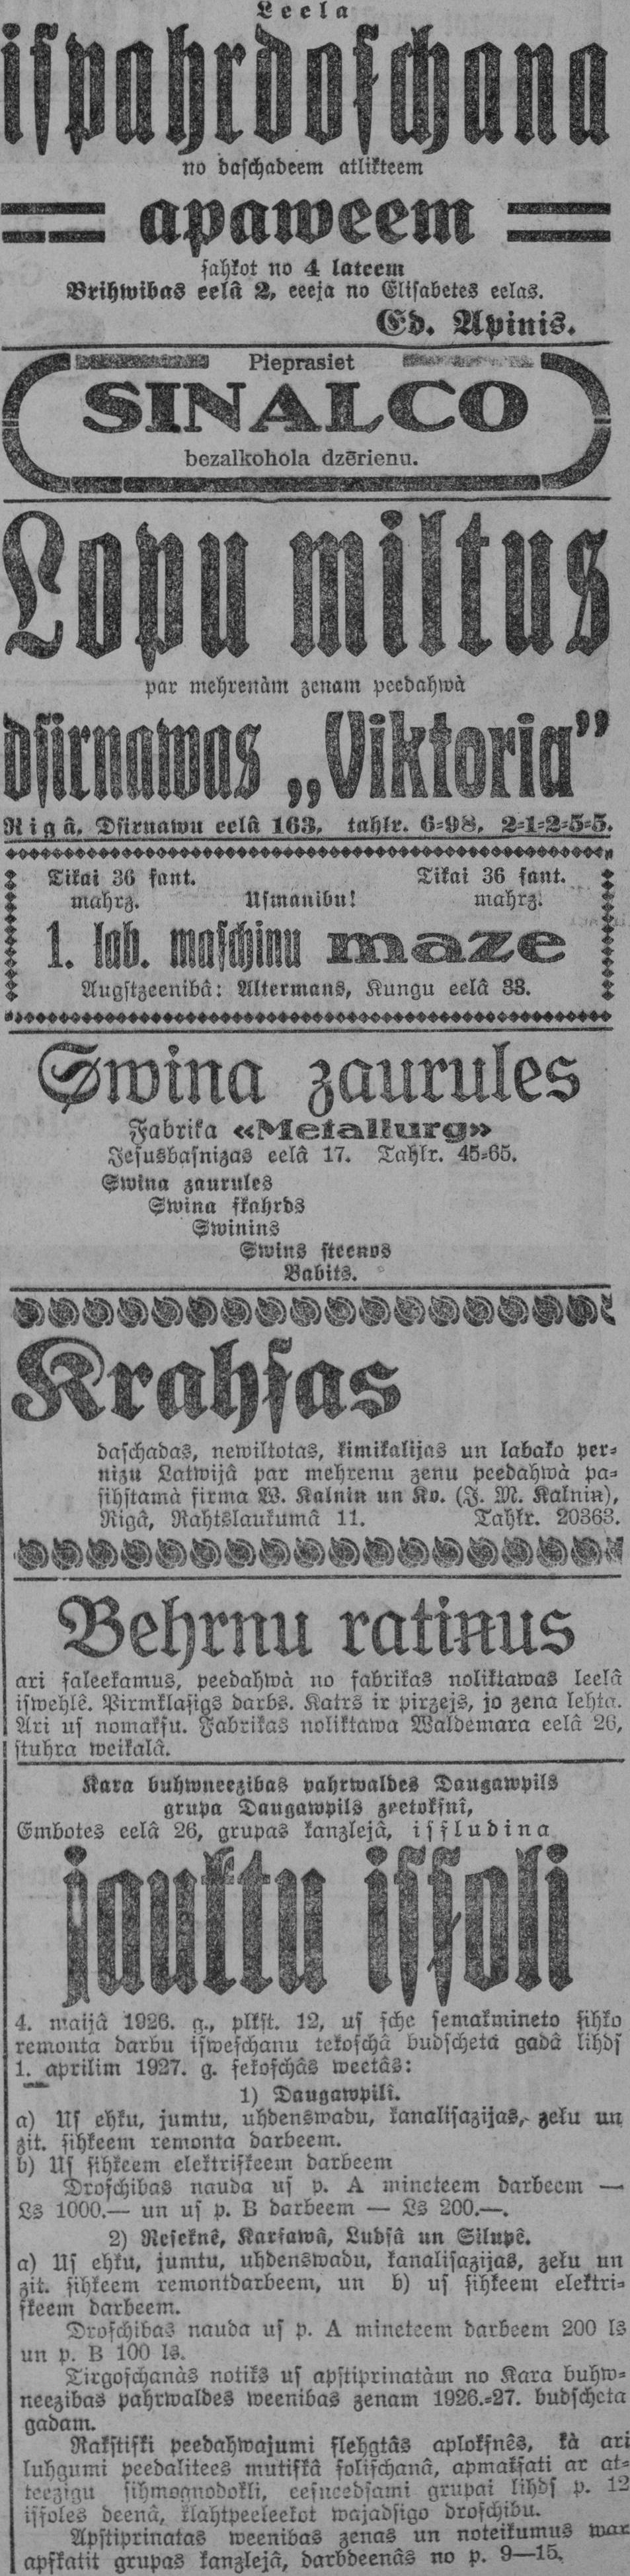 Leela
ispahrdoschana
no daschadeem atlikteem
apaweem
sahkot no 4 lateem
Brihwibas eelâ 2, eeeja no Elisabetes eelas.
Ed. Apinis.
Pieprasiet
SINALCO
bezalkohola dzērienu.
Lopu miltus
par mehrenàm zenam peedahwà
dsirnawas „Viktoria”
Rigâ, Dsirnawu eelâ 163, tahlr. 6-98, 2-1-2-5-5.
Tikai 36 sant. Tikai 36 sant.
mahrz. Usmanibu! mahrz.
1. lab. maschinu maze
Augstzeenibâ: Altermans, Kungu eelâ 33.
Swina zaurules
Fabrika «Metallurg»
Jesusbasnizas eelâ 17. Tahlr. 45-65.
Swina zaurules
Swina skahrds
Swinins
Swins steenos
Babits.
Krahsas
daschadas, newiltotas, kimikalijas un labako per-
nizu Latwijâ par mehrenu zenu peedahwà pa-
sihstamà firma W. Kalnin un Ko. (J. M. Kalnin),
Rigâ, Rahtslaukumâ 11. Tahlr. 20363.
Behrnu ratinus
ari saleekamus, peedahwà no fabrikas noliktawas leelâ
iswehlê. Pirmklasigs darbs. Katrs ir pirzejs, jo zena lehta.
Ari us nomaksu. Fabrikas noliktawa Waldemara eelâ 26,
stuhra weikalâ.
Kara buhwneezibas pahrwaldes Daugawpils
grupa Daugawpils zeetoksnî,
Embotes eelâ 26, grupas kanzlejâ, issludina
jauktu issoli
4. maijâ 1926. g., plkst. 12, us sche semakmineto sihko
remonta darbu isweschanu tekoschâ budscheta gadâ lihds
1. aprilim 1927. g. sekoschâs weetâs:
1) Daugawpilî.
a) Us ehku, jumtu, uhdenswadu, kanalisazijas, zelu un
zit. sihkeem remonta darbeem.
b) Us sihkeem elektriskeem darbeem
Droschibas nauda us p. A mineteem darbeem —
Ls 1000.— un us p. B darbeem — Ls 200.—.
2) Reseknê, Karsawâ, Ludsâ un Silupê.
a) Us ehku, jumtu, uhdenswadu, kanalisazijas, zelu un
zit. sihkeem remontdarbeem, un b) us sihkeem elektri-
skeem darbeem.
Droschibas nauda us p. A mineteem darbeem 200 ls
un p. B 100 ls.
Tirgoschanàs notiks us apstiprinatàm no Kara buhw-
neezibas pahrwaldes weenibas zenam 1926.-27. budscheta
gadam.
Rakstiski peedahwajumi slehgtâs aploksnês, kà ari
luhgumi peedalitees mutiskâ solischanâ, apmaksati ar at-
teezigu sihmognodokli, eesneedsami grupai lihds p. 12
issoles deenâ, klahtpeeleekot wajadsigo droschibu.
Apstiprinatas weenibas zenas un noteikumus war
apskatit grupas kanzlejâ, darbdeenâs no p. 9—15.